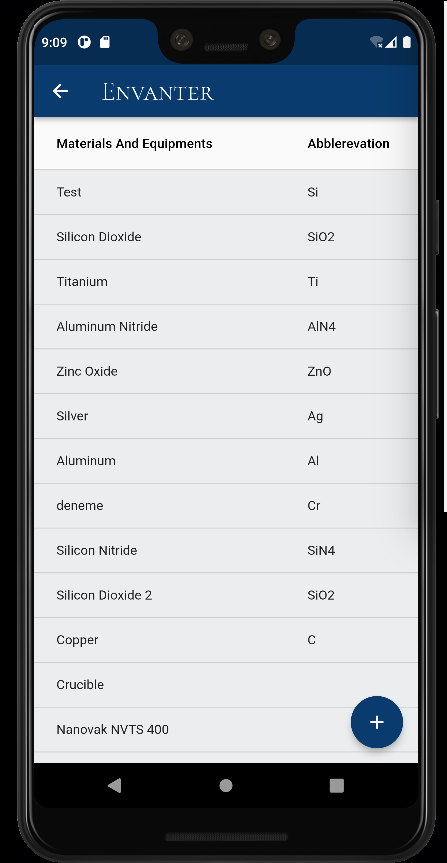 9:09
Envanter
Materials And Equipments Abblerevation
Test Si
Silicon Dioxide SiO2
Titanium Ti
Aluminum Nitride AlN4
Zinc Oxide ZnO
Silver Ag
Aluminum Al
deneme Cr
Silicon Nitride SiN4
Silicon Dioxide 2 SiO2
Copper C
Crucible
Nanovak NVTS 400
+